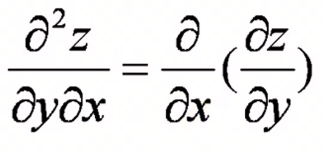 ∂²z/∂y∂x = ∂/∂x(∂z/∂y)